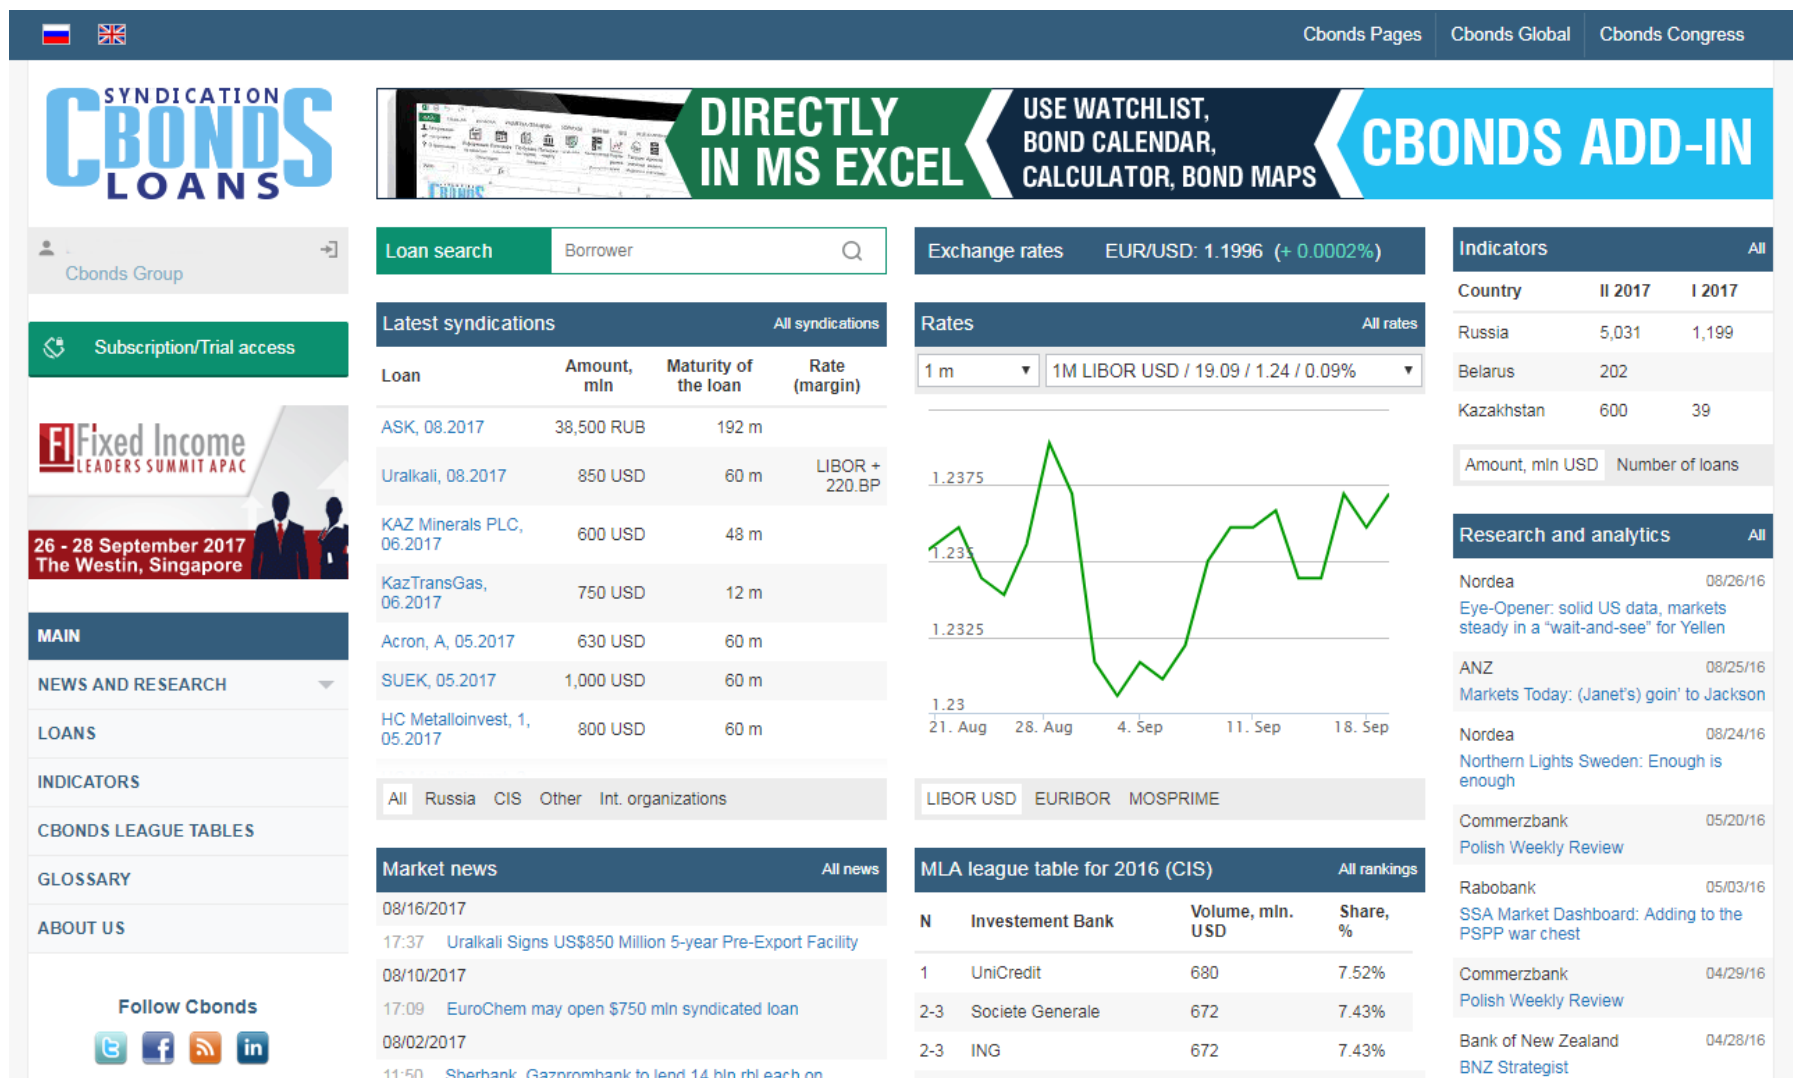 Cbonds Pages
Cbonds Global
Cbonds Congress
SYNDICATION
CBONDS
LOANS
DIRECTLY
IN MS EXCEL
USE WATCHLIST,
BOND CALENDAR,
CALCULATOR, BOND MAPS
CBONDS ADD-IN
Cbonds Group
Subscription/Trial access
FI Fixed Income
LEADERS SUMMIT APAC
26 - 28 September 2017
The Westin, Singapore
MAIN
NEWS AND RESEARCH
LOANS
INDICATORS
CBONDS LEAGUE TABLES
GLOSSARY
ABOUT US
Follow Cbonds
Loan search
Borrower
Latest syndications
All syndications
Loan
Amount, mln
Maturity of the loan
Rate (margin)
ASK, 08.2017 38,500 RUB 192 m
Uralkali, 08.2017 850 USD 60 m LIBOR + 220.BP
KAZ Minerals PLC, 06.2017 600 USD 48 m
KazTransGas, 06.2017 750 USD 12 m
Acron, A, 05.2017 630 USD 60 m
SUEK, 05.2017 1,000 USD 60 m
HC Metalloinvest, 1, 05.2017 800 USD 60 m
All Russia CIS Other Int. organizations
Market news
All news
08/16/2017
17:37 Uralkali Signs US$850 Million 5-year Pre-Export Facility
08/10/2017
17:09 EuroChem may open $750 mln syndicated loan
08/02/2017
11:50 Sberbank, Gazprombank to lend 14 bln rbl each on
Exchange rates EUR/USD: 1.1996 (+ 0.0002%)
Rates
All rates
1 m
1M LIBOR USD / 19.09 / 1.24 / 0.09%
1.2375
1.235
1.2325
1.23
21. Aug 28. Aug 4. Sep 11. Sep 18. Sep
LIBOR USD EURIBOR MOSPRIME
MLA league table for 2016 (CIS)
All rankings
N
Investement Bank
Volume, mln. USD
Share, %
1 UniCredit 680 7.52%
2-3 Societe Generale 672 7.43%
2-3 ING 672 7.43%
Indicators
All
Country II 2017 I 2017
Russia 5,031 1,199
Belarus 202
Kazakhstan 600 39
Amount, mln USD Number of loans
Research and analytics
All
Nordea 08/26/16
Eye-Opener: solid US data, markets
steady in a “wait-and-see” for Yellen
ANZ 08/25/16
Markets Today: (Janet’s) goin’ to Jackson
Nordea 08/24/16
Northern Lights Sweden: Enough is
enough
Commerzbank 05/20/16
Polish Weekly Review
Rabobank 05/03/16
SSA Market Dashboard: Adding to the
PSPP war chest
Commerzbank 04/29/16
Polish Weekly Review
Bank of New Zealand 04/28/16
BNZ Strategist